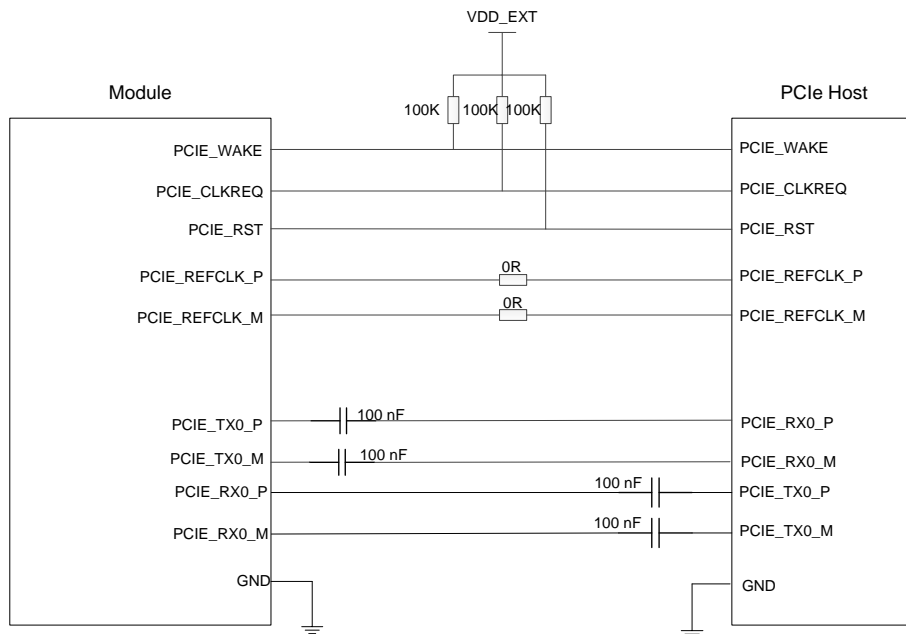 VDD_EXT
Module
PCIe Host
100K 100K 100K
PCIE_WAKE PCIE_WAKE
PCIE_CLKREQ PCIE_CLKREQ
PCIE_RST PCIE_RST
0R
PCIE_REFCLK_P PCIE_REFCLK_P
0R
PCIE_REFCLK_M PCIE_REFCLK_M
100 nF
PCIE_TX0_P PCIE_RX0_P
PCIE_TX0_M 100 nF PCIE_RX0_M
100 nF
PCIE_RX0_P PCIE_TX0_P
100 nF
PCIE_RX0_M PCIE_TX0_M
GND GND